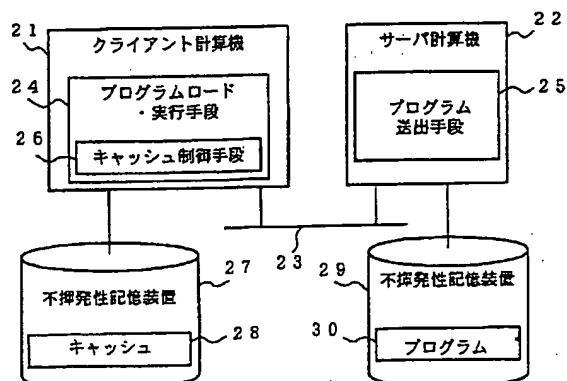 21
クライアント計算機
24
プログラムロード
・実行手段
26
キャッシュ制御手段
サーバ計算機
22
プログラム
送出手段
25
23
不揮発性記憶装置
27
キャッシュ
28
29
不揮発性記憶装置
30
プログラム